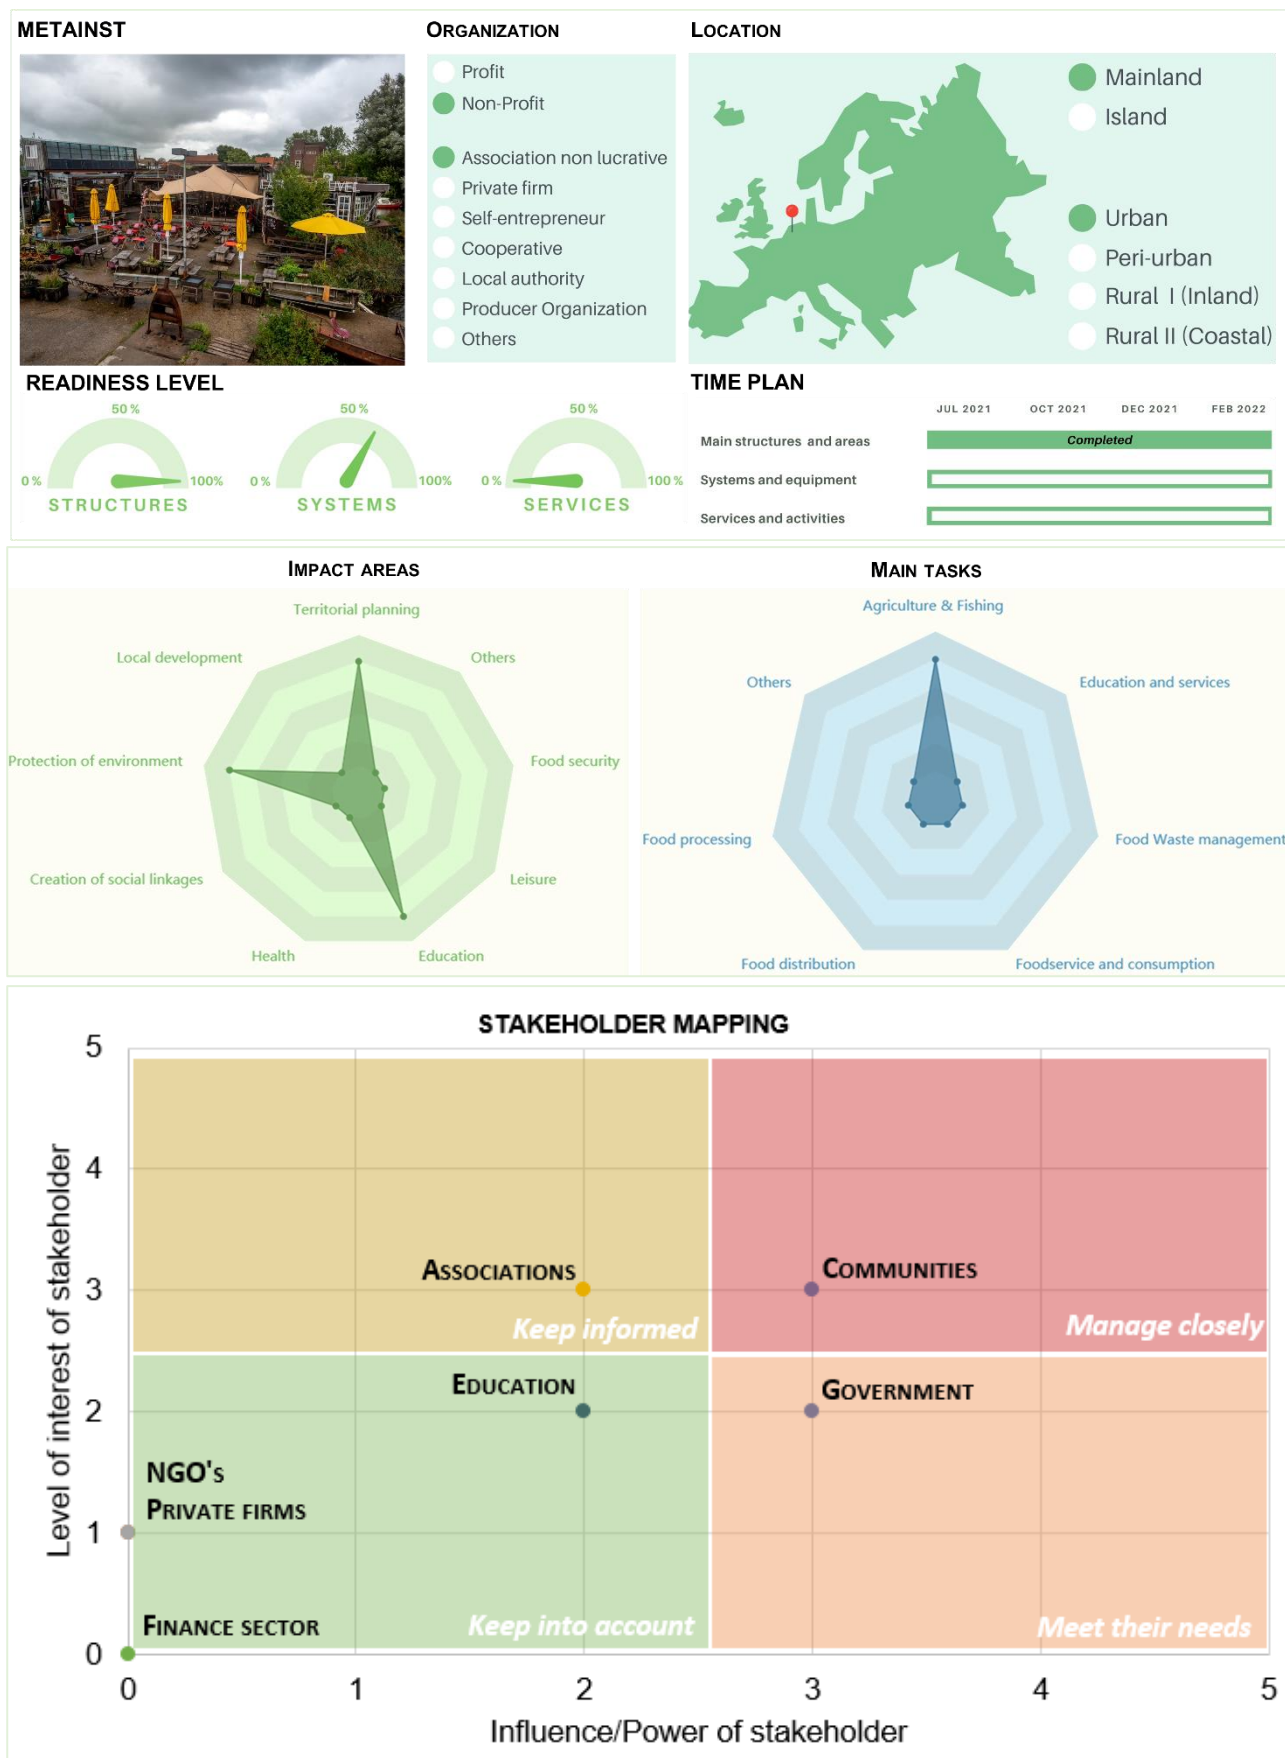 METAINST
ORGANIZATION
Profit
Non-Profit
Association non lucrative
Private firm
Self-entrepreneur
Cooperative
Local authority
Producer Organization
Others
LOCATION
Mainland
Island
Urban
Peri-urban
Rural I (Inland)
Rural II (Coastal)
READINESS LEVEL
50 %
0 %
100%
STRUCTURES
50 %
0 %
100%
SYSTEMS
50 %
0 %
100 %
SERVICES
TIME PLAN
JUL 2021 OCT 2021 DEC 2021 FEB 2022
Main structures and areas
Completed
Systems and equipment
Services and activities
IMPACT AREAS
Territorial planning
Local development
Others
Protection of environment
Food security
Creation of social linkages
Leisure
Health
Education
MAIN TASKS
Agriculture & Fishing
Others
Education and services
Food processing
Food Waste management
Food distribution
Foodservice and consumption
STAKEHOLDER MAPPING
Level of interest of stakeholder
5
4
3
2
1
0
ASSOCIATIONS
Keep informed
COMMUNITIES
Manage closely
EDUCATION
GOVERNMENT
NGO's
PRIVATE FIRMS
FINANCE SECTOR
Keep into account
Meet their needs
0 1 2 3 4 5
Influence/Power of stakeholder